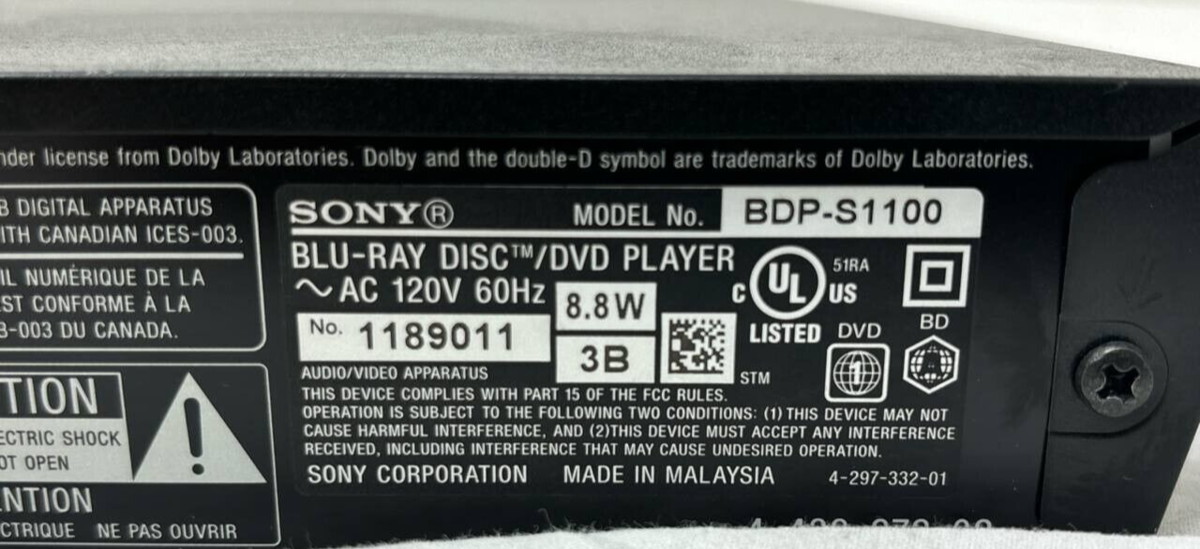 under license from Dolby Laboratories. Dolby and the double-D symbol are trademarks of Dolby Laboratories.
B DIGITAL APPARATUS
ITH CANADIAN ICES-003.
IL NUMÉRIQUE DE LA
EST CONFORME À LA
B-003 DU CANADA.
TION
ECTRIC SHOCK
OT OPEN
ENTION
CTRIQUE NE PAS OUVRIR
SONY® MODEL No. BDP-S1100
BLU-RAY DISC™/DVD PLAYER
~ AC 120V 60Hz 8.8W
No. 1189011 3B
C UL US 51RA
LISTED
DVD BD
1
STM
AUDIO/VIDEO APPARATUS
THIS DEVICE COMPLIES WITH PART 15 OF THE FCC RULES.
OPERATION IS SUBJECT TO THE FOLLOWING TWO CONDITIONS: (1) THIS DEVICE MAY NOT
CAUSE HARMFUL INTERFERENCE, AND (2)THIS DEVICE MUST ACCEPT ANY INTERFERENCE
RECEIVED, INCLUDING INTERFERENCE THAT MAY CAUSE UNDESIRED OPERATION.
SONY CORPORATION MADE IN MALAYSIA 4-297-332-01